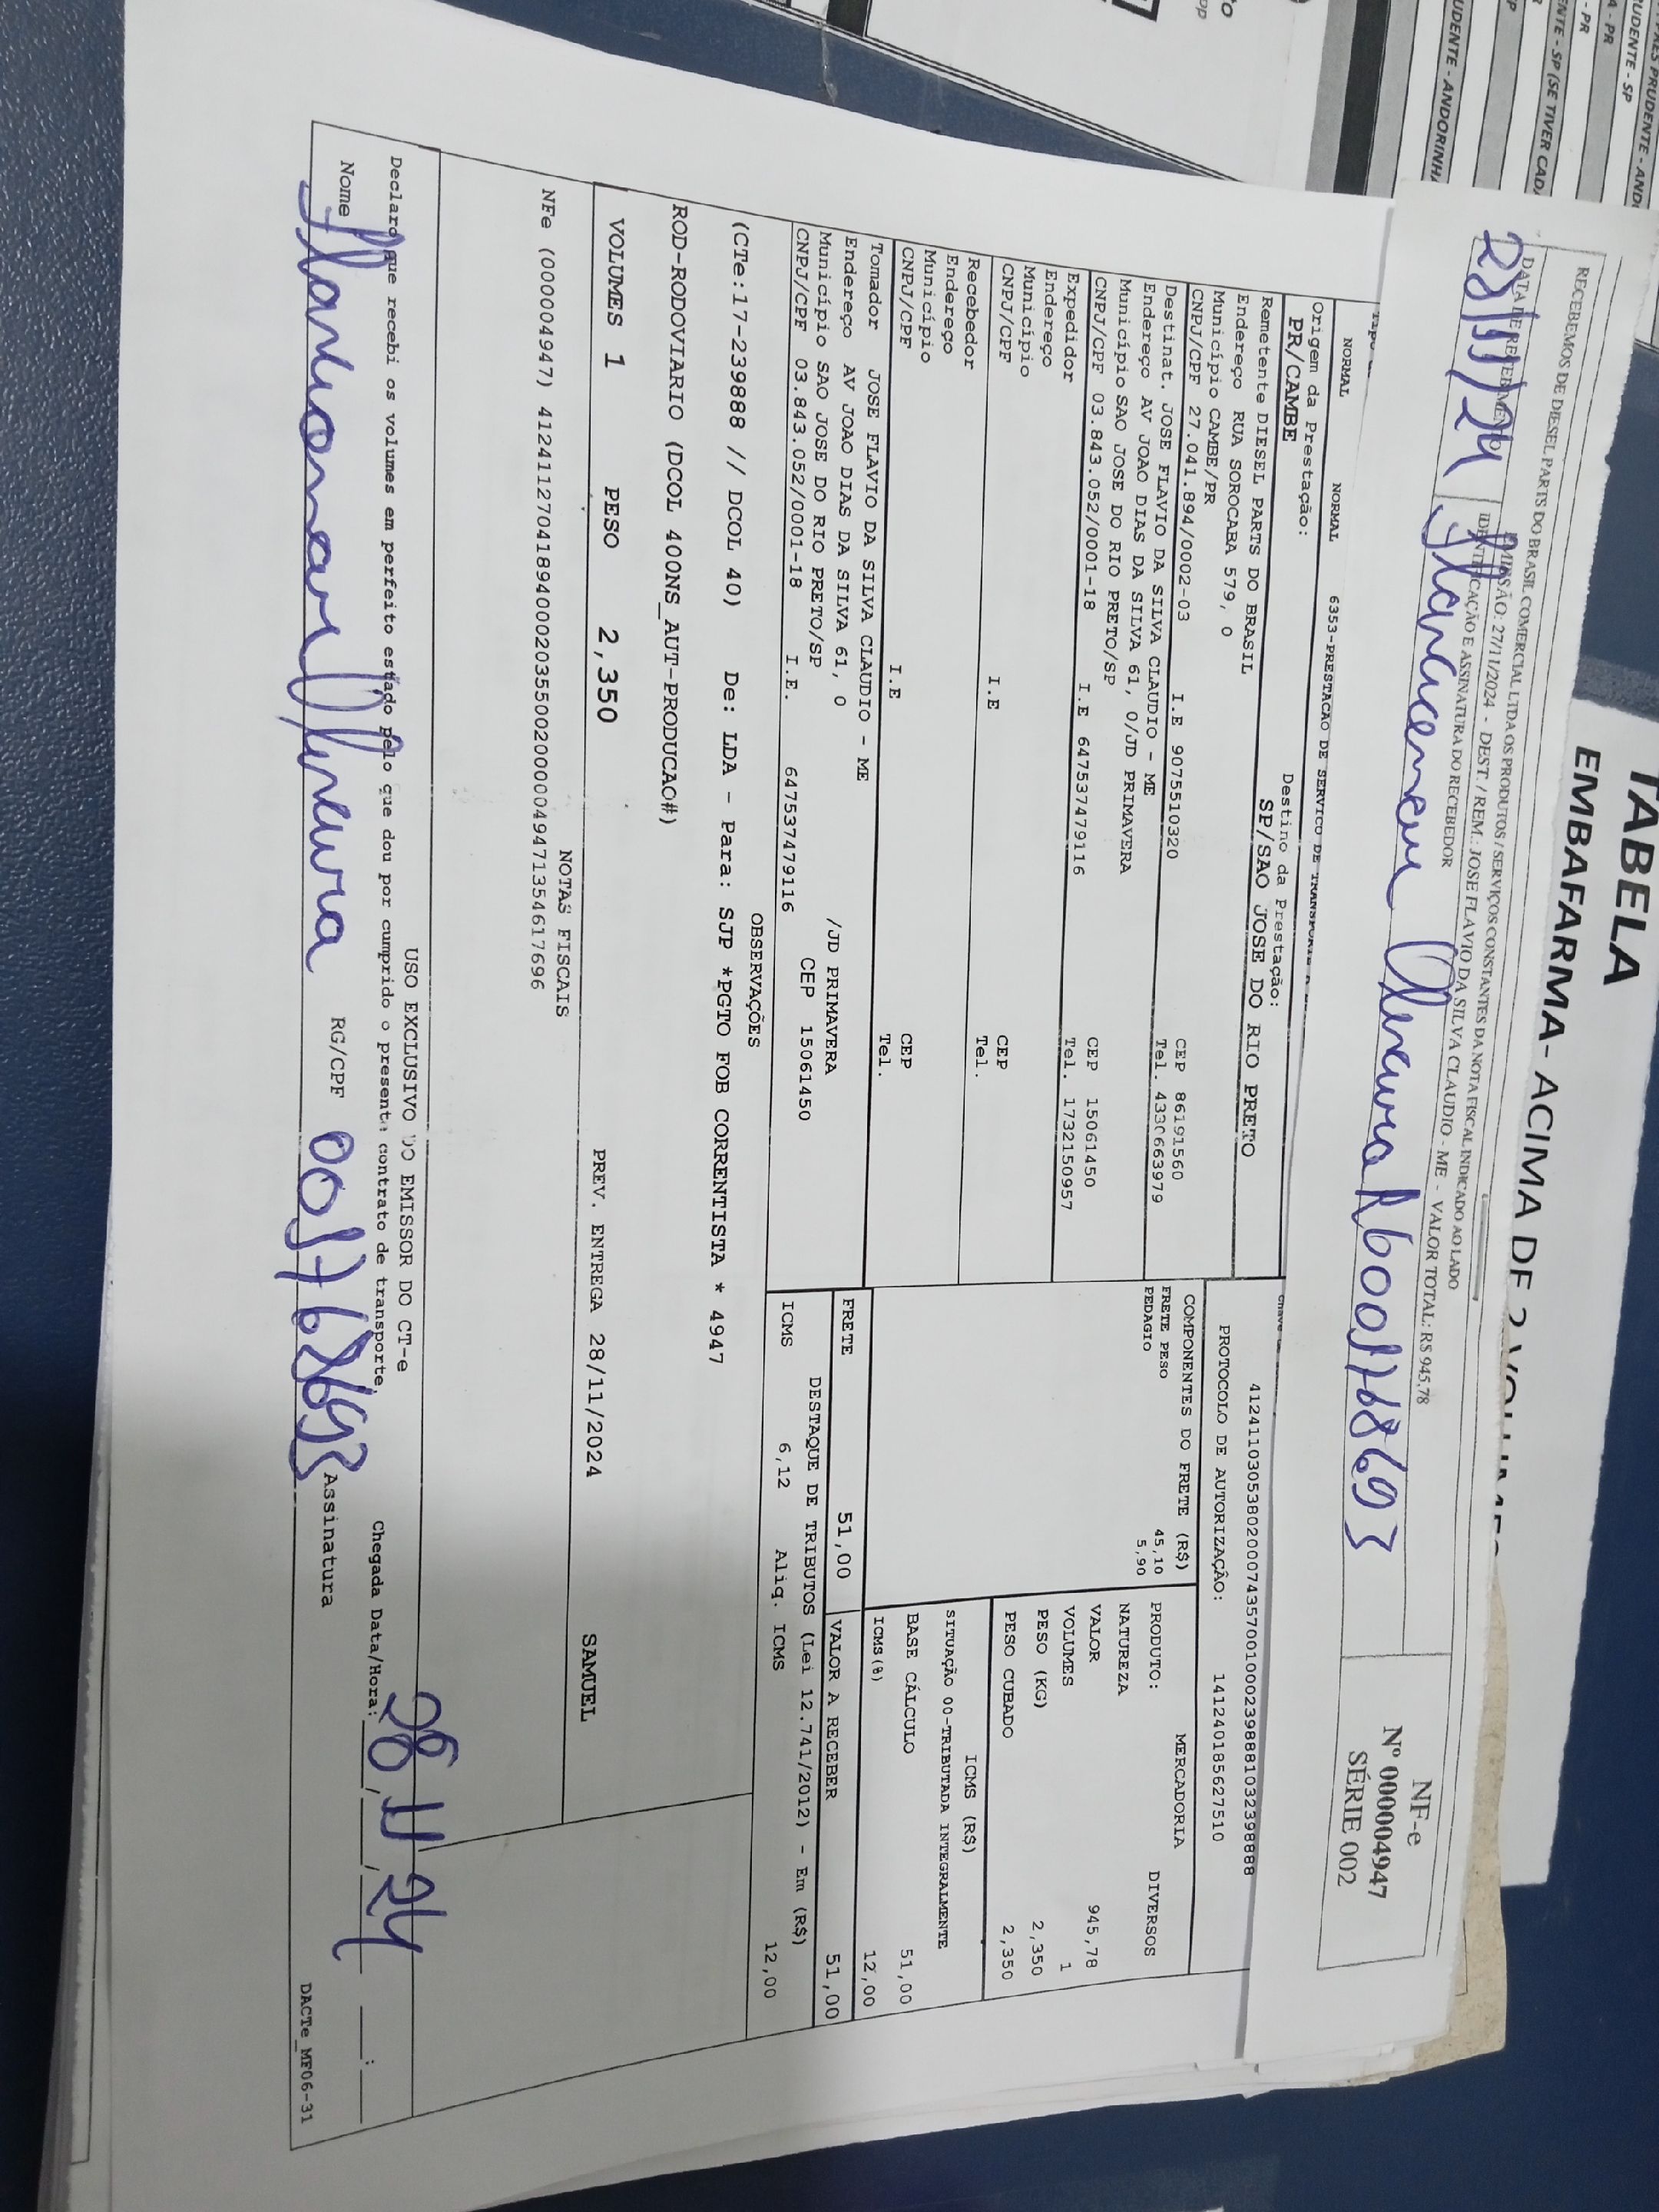 TABELA
EMBAFARMA- ACIMA DE 2 VOLUMES
RECEBEMOS DE DIESEL PARTS DO BRASIL COMERCIAL LTDA OS PRODUTOS / SERVIÇOS CONSTANTES DA NOTA FISCAL INDICADO AO LADO
EMISSÃO: 27/11/2024 - DEST. / REM.: JOSE FLAVIO DA SILVA CLAUDIO - ME - VALOR TOTAL: R$ 945,78
DATA DE RECEBIMENTO
IDENTIFICAÇÃO E ASSINATURA DO RECEBEDOR
28/11/24
NF-e
Nº 000004947
SÉRIE 002
NORMAL
NORMAL
6353-PRESTACAO DE SERVICO DE
Origem da Prestação:
PR/CAMBE
Destino da Prestação:
SP/SAO JOSE DO RIO PRETO
41241103053802000743570010002398881032398888
PROTOCOLO DE AUTORIZAÇÃO: 141240185627510
Remetente DIESEL PARTS DO BRASIL
Endereço RUA SOROCABA 579, 0
Município CAMBE/PR
CEP 86191560
CNPJ/CPF 27.041.894/0002-03 I.E 9075510320
Tel. 4330663979
Destinat. JOSE FLAVIO DA SILVA CLAUDIO - ME
Endereço AV JOAO DIAS DA SILVA 61, 0/JD PRIMAVERA
Município SAO JOSE DO RIO PRETO/SP
CEP 15061450
CNPJ/CPF 03.843.052/0001-18 I.E 647537479116
Tel. 1732150957
Expedidor
Endereço
Município
CEP
CNPJ/CPF
I.E
Tel.
Recebedor
Endereço
Município
CEP
CNPJ/CPF
I.E
Tel.
Tomador JOSE FLAVIO DA SILVA CLAUDIO - ME
Endereço AV JOAO DIAS DA SILVA 61, 0 /JD PRIMAVERA
Município SAO JOSE DO RIO PRETO/SP CEP 15061450
CNPJ/CPF 03.843.052/0001-18 I.E. 647537479116
COMPONENTES DO FRETE (R$)
FRETE PESO 45,10
PEDAGIO 5,90
MERCADORIA
PRODUTO: DIVERSOS
NATUREZA
VALOR 945,78
VOLUMES 1
PESO (KG) 2,350
PESO CUBADO 2,350
ICMS (R$)
SITUAÇÃO 00-TRIBUTADA INTEGRALMENTE
BASE CÁLCULO 51,00
ICMS(%) 12,00
FRETE 51,00
VALOR A RECEBER 51,00
DESTAQUE DE TRIBUTOS (Lei 12.741/2012) - Em (R$)
ICMS 6,12 Aliq. ICMS 12,00
OBSERVAÇÕES
(CTe:17-239888 // DCOL 40) De: LDA - Para: SJP *PGTO FOB CORRENTISTA * 4947
ROD-RODOVIARIO (DCOL 400NS_AUT-PRODUCAO#)
VOLUMES 1 PESO 2,350 PREV. ENTREGA 28/11/2024 SAMUEL
NOTAS FISCAIS
NFe (000004947) 41241127041894000203550020000049471354617696
USO EXCLUSIVO DO EMISSOR DO CT-e
Declaro que recebi os volumes em perfeito estado pelo que dou por cumprido o presente contrato de transporte.
Chegada Data/Hora: 28/11/24
Nome
RG/CPF
Assinatura
DACTe_MF06-31